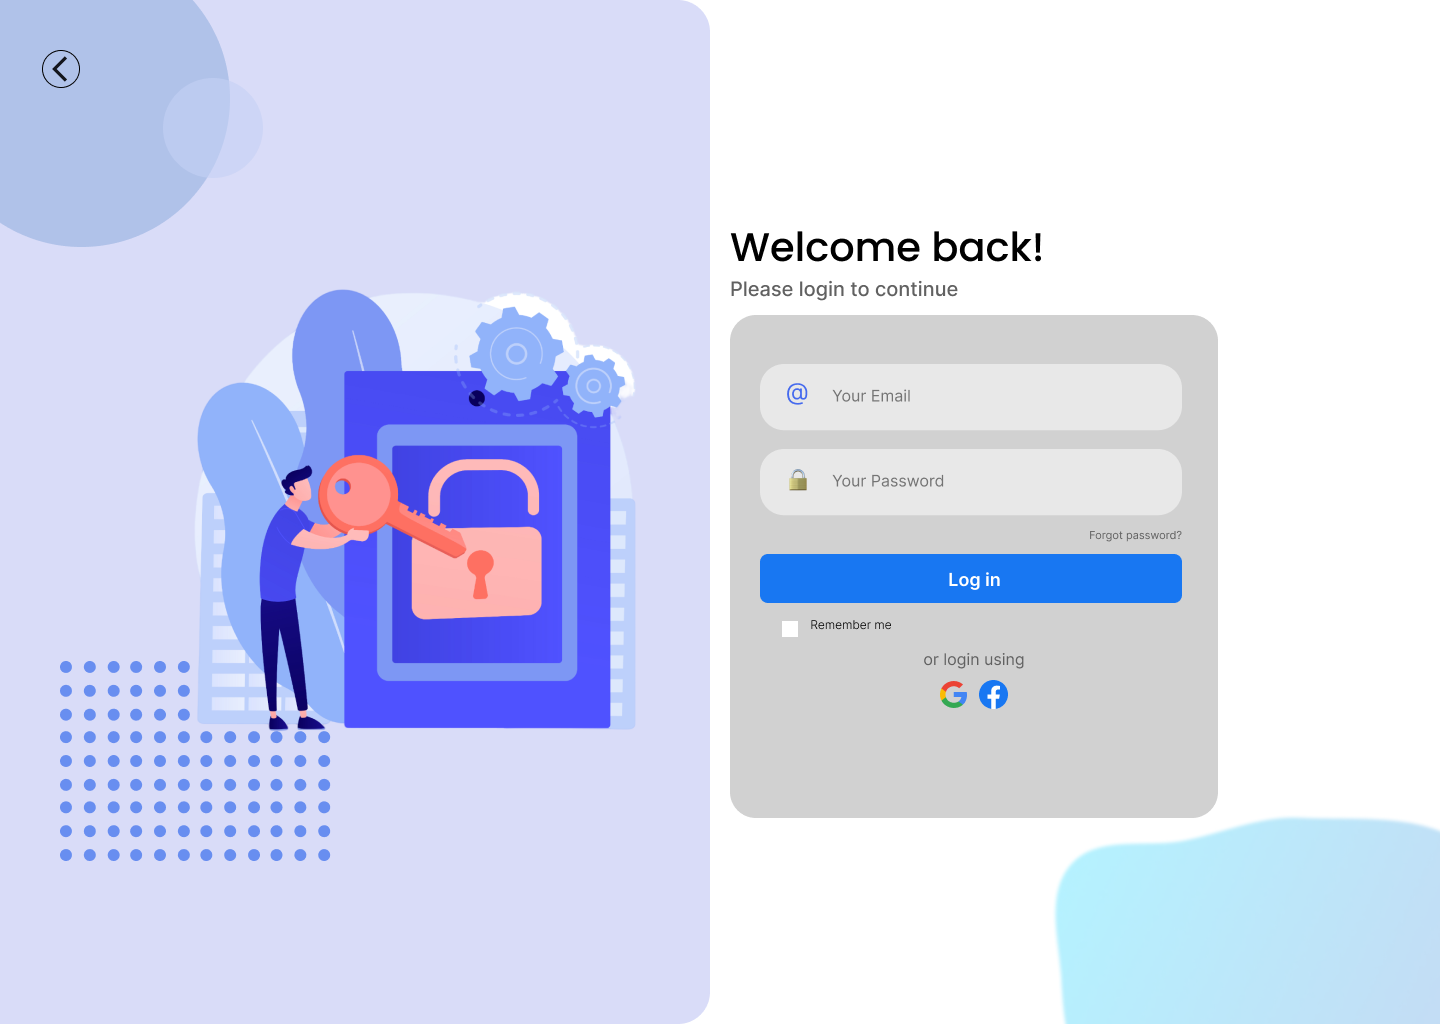 Welcome back!
Please login to continue
@ Your Email
Your Password
Forgot password?
Log in
Remember me
or login using